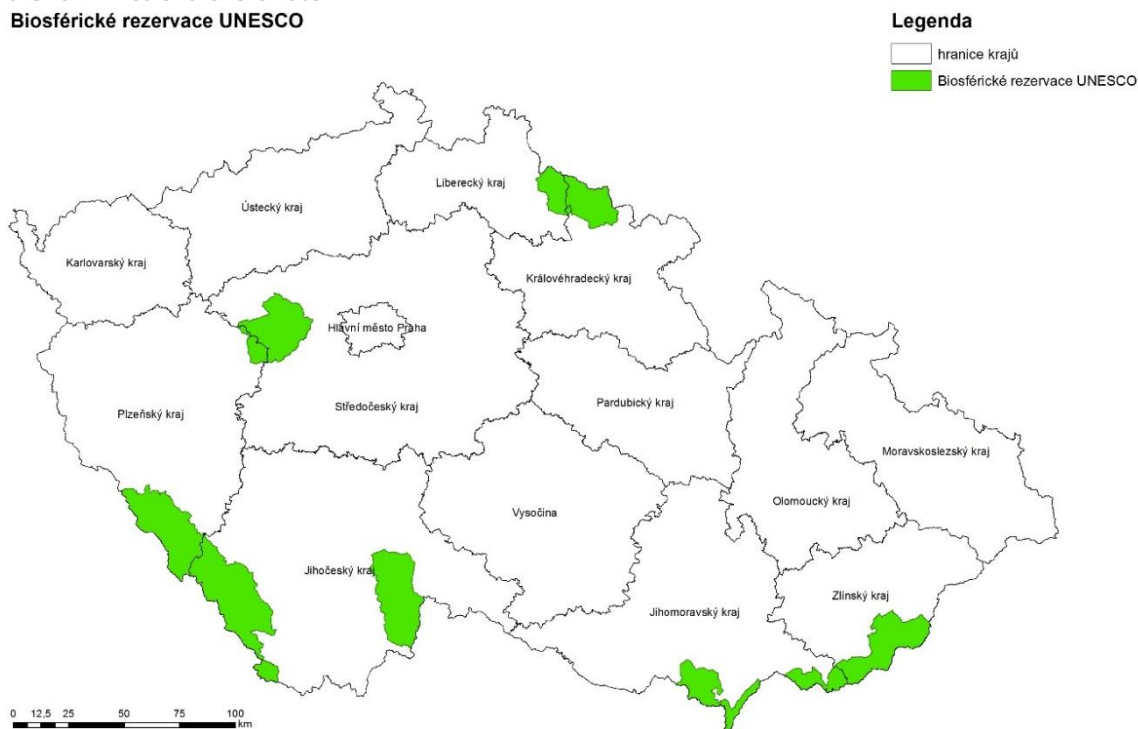 Biosférické rezervace UNESCO
Legenda
hranice krajů
Biosférické rezervace UNESCO
Liberecký kraj
Ústecký kraj
Karlovarský kraj
Královéhradecký kraj
Hlavní město Praha
Středočeský kraj
Pardubický kraj
Plzeňský kraj
Moravskoslezský kraj
Olomoucký kraj
Vysočina
Jihočeský kraj
Zlínský kraj
Jihomoravský kraj
0 12,5 25 50 75 100
km